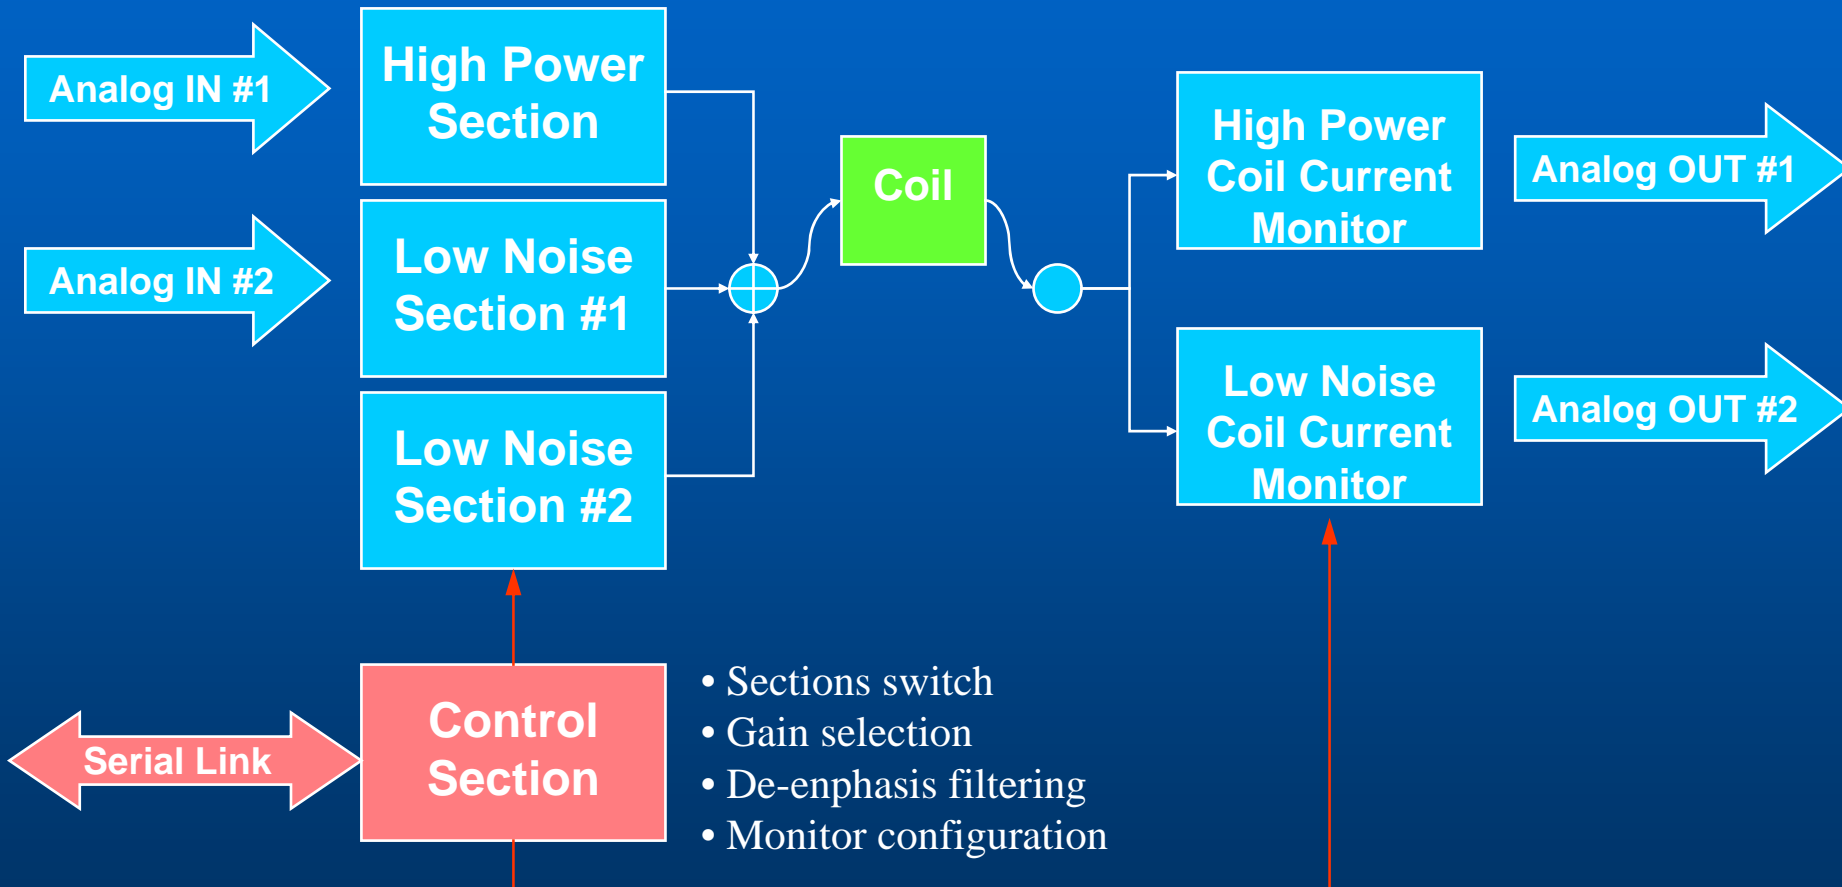 Analog IN #1
High Power
Section
Analog IN #2
Low Noise
Section #1
Low Noise
Section #2
Coil
High Power
Coil Current
Monitor
Analog OUT #1
Low Noise
Coil Current
Monitor
Analog OUT #2
Serial Link
Control
Section
• Sections switch
• Gain selection
• De-enphasis filtering
• Monitor configuration